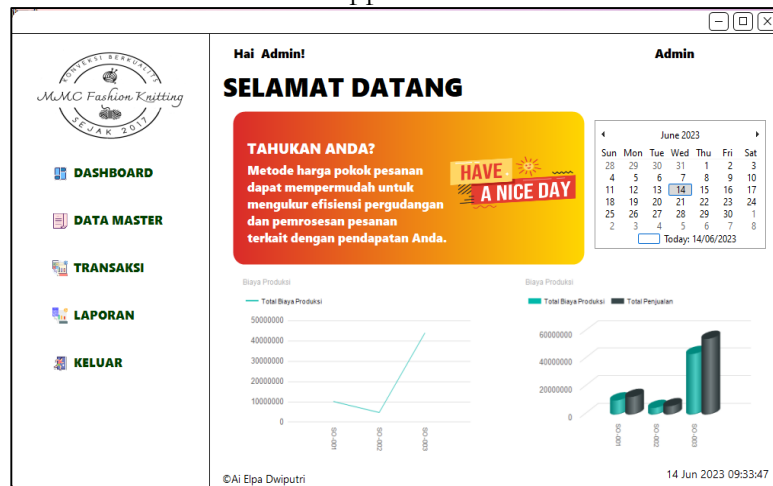 KONVEKSI BERKUALITS
MMC Fashion Knitting
SEJAK 2017
DASHBOARD
DATA MASTER
TRANSAKSI
LAPORAN
KELUAR
Hai Admin!
Admin
SELAMAT DATANG
TAHUKAN ANDA?
Metode harga pokok pesanan
dapat mempermudah untuk
mengukur efisiensi pergudangan
dan pemrosesan pesanan
terkait dengan pendapatan Anda.
HAVE
A NICE DAY
June 2023
Sun Mon Tue Wed Thu Fri Sat
28 29 30 31 1 2 3
4 5 6 7 8 9 10
11 12 13 14 15 16 17
18 19 20 21 22 23 24
25 26 27 28 29 30 1
2 3 4 5 6 7 8
Today: 14/06/2023
Biaya Produksi
Total Biaya Produksi
50000000
40000000
30000000
20000000
10000000
0
SO-001
SO-002
SO-003
Biaya Produksi
Total Biaya Produksi
Total Penjualan
60000000
40000000
20000000
0
SO-001
SO-002
SO-003
©Ai Elpa Dwiputri
14 Jun 2023 09:33:47